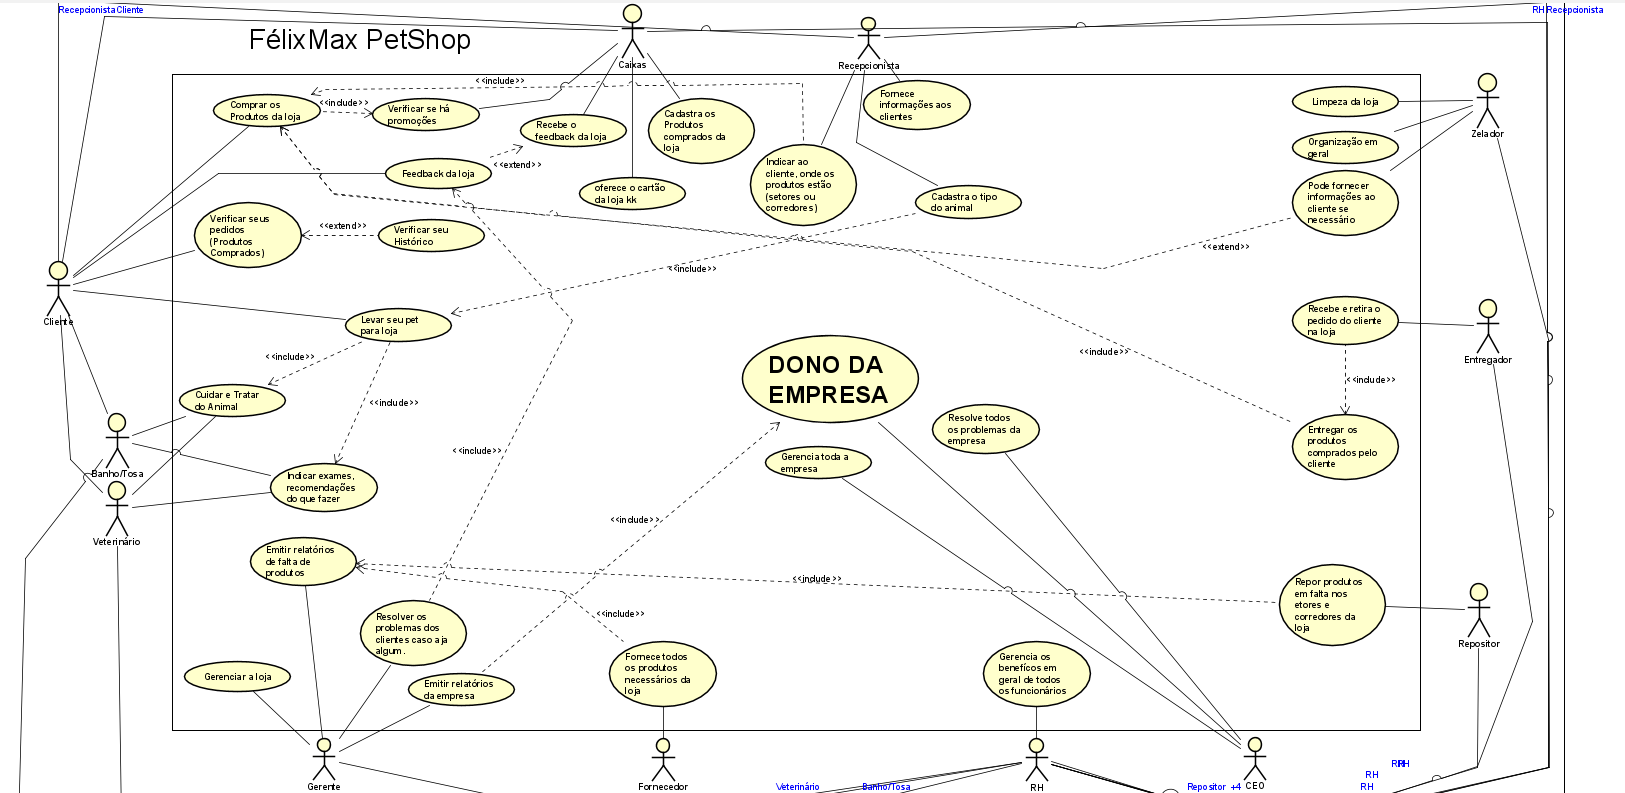 Recepcionista Cliente
RH Recepcionista
FélixMax PetShop
Caixas
Recepcionista
<<include>>
Comprar os
Produtos da loja
<<include>>
Verificar se há
promoções
Recebe o
feedback da loja
Cadastra os
Produtos
comprados da
loja
Fornece
informações aos
clientes
Limpeza da loja
Zelador
Organização em
geral
Feedback da loja
<<extend>>
oferece o cartão
da loja kk
Indicar ao
cliente, onde os
produtos estão
(setores ou
corredores)
Cadastra o tipo
do animal
Pode fornecer
informações ao
cliente se
necessário
Verificar seus
pedidos
(Produtos
Comprados)
<<extend>>
Verificar seu
Histórico
<<extend>>
<<include>>
Cliente
Levar seu pet
para loja
Recebe e retira o
pedido do cliente
na loja
Entregador
<<include>>
<<include>>
DONO DA
EMPRESA
<<include>>
Cuidar e Tratar
do Animal
<<include>>
Resolve todos
os problemas da
empresa
Entregar os
produtos
comprados pelo
cliente
<<include>>
Gerencia toda a
empresa
Banho/Tosa
Indicar exames,
recomendações
do que fazer
Veterinário
<<include>>
Emitir relatórios
de falta de
produtos
<<include>>
Repor produtos
em falta nos
etores e
corredores da
loja
Repositor
<<include>>
Resolver os
problemas dos
clientes caso aja
algum.
Gerenciar a loja
Emitir relatórios
da empresa
Fornece todos
os produtos
necessários da
loja
Gerencia os
benefícos em
geral de todos
os funcionários
Gerente
Fornecedor
RH
CEO
Veterinário
Banho/Tosa
Repositor +4
RH
RH
RH